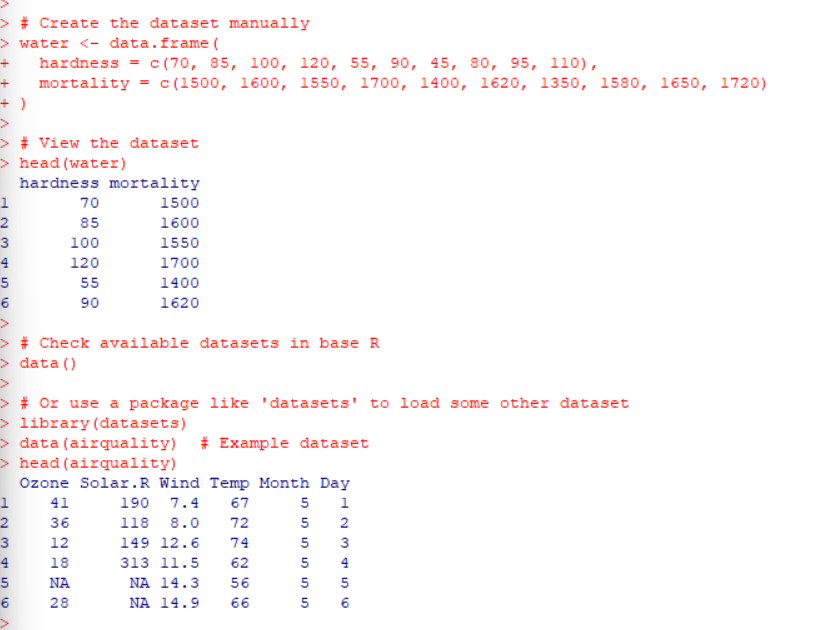 >
> # Create the dataset manually
> water <- data.frame(
+   hardness = c(70, 85, 100, 120, 55, 90, 45, 80, 95, 110),
+   mortality = c(1500, 1600, 1550, 1700, 1400, 1620, 1350, 1580, 1650, 1720)
+ )
>
> # View the dataset
> head(water)
  hardness mortality
1       70      1500
2       85      1600
3      100      1550
4      120      1700
5       55      1400
6       90      1620
>
> # Check available datasets in base R
> data()
>
> # Or use a package like 'datasets' to load some other dataset
> library(datasets)
> data(airquality)  # Example dataset
> head(airquality)
  Ozone Solar.R Wind Temp Month Day
1    41     190  7.4   67     5   1
2    36     118  8.0   72     5   2
3    12     149 12.6   74     5   3
4    18     313 11.5   62     5   4
5    NA      NA 14.3   56     5   5
6    28      NA 14.9   66     5   6
>